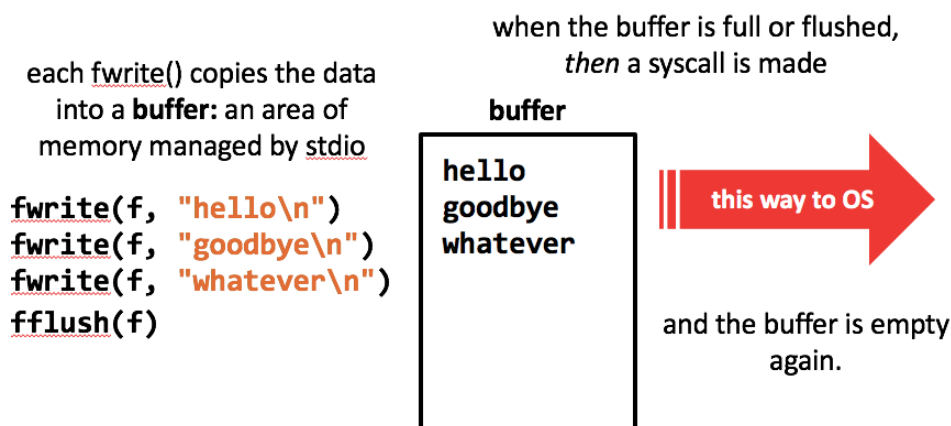 each fwrite() copies the data
into a buffer: an area of
memory managed by stdio
fwrite(f, "hello\n")
fwrite(f, "goodbye\n")
fwrite(f, "whatever\n")
fflush(f)
when the buffer is full or flushed,
then a syscall is made
buffer
hello
goodbye
whatever
this way to OS
and the buffer is empty
again.